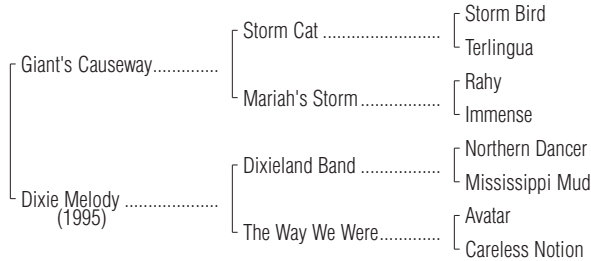 Storm Bird
Storm Cat ..........................
Terlingua
Giant's Causeway..............
Rahy
Mariah's Storm ..................
Immense
Northern Dancer
Dixieland Band ..................
Mississippi Mud
Dixie Melody .....................
(1995)
Avatar
The Way We Were.............
Careless Notion